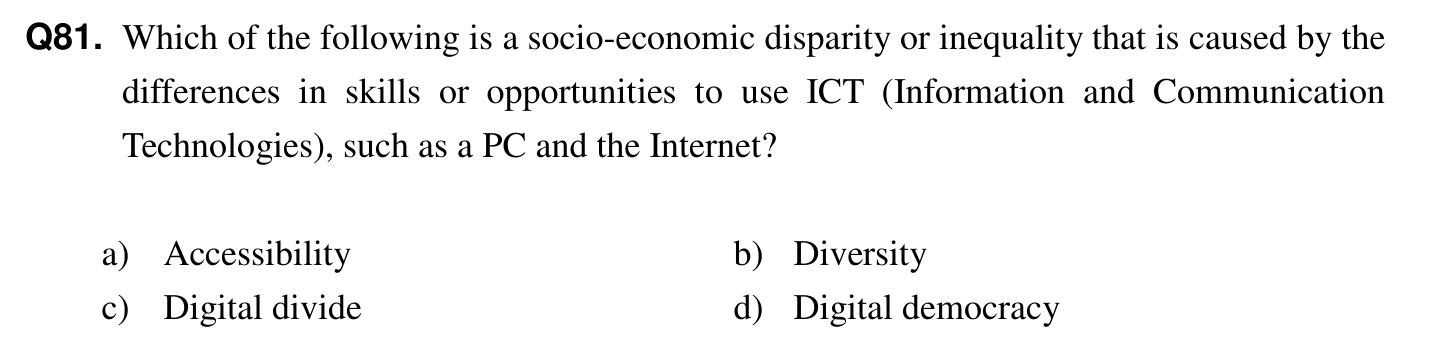 Q81. Which of the following is a socio-economic disparity or inequality that is caused by the
differences in skills or opportunities to use ICT (Information and Communication
Technologies), such as a PC and the Internet?
a) Accessibility b) Diversity
c) Digital divide d) Digital democracy